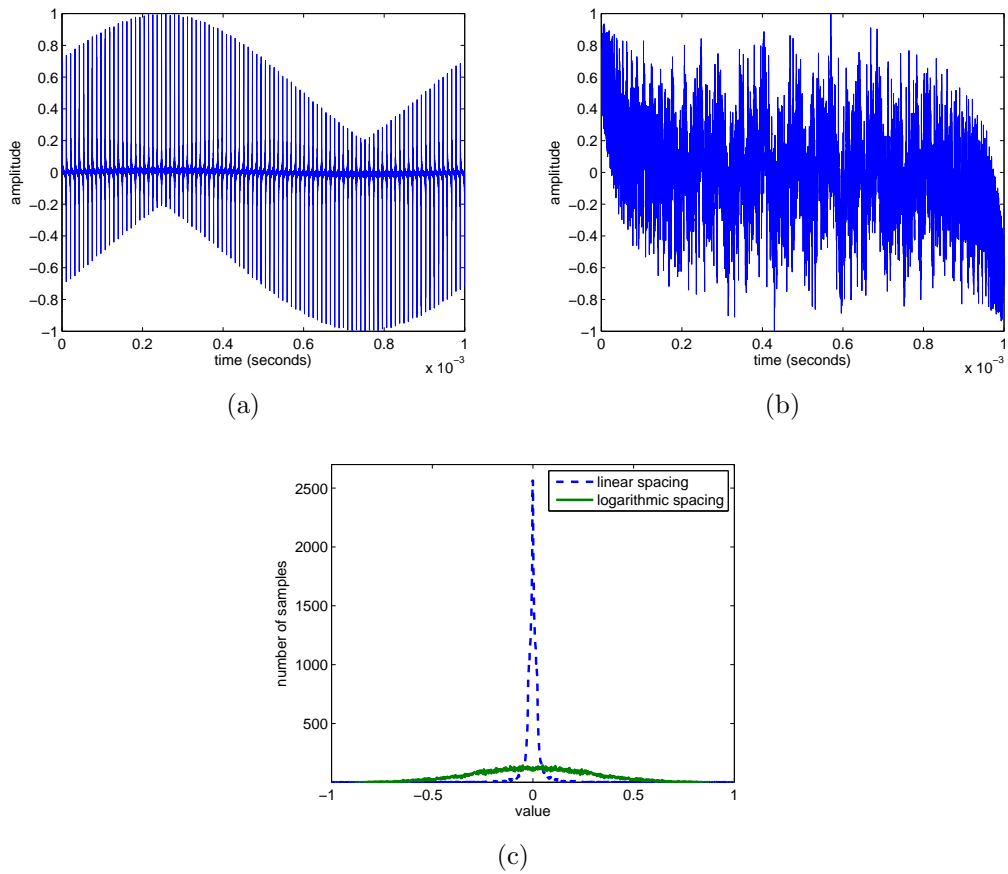 1
0.8
0.6
0.4
0.2
0
−0.2
−0.4
−0.6
−0.8
−1
amplitude
0 0.2 0.4 0.6 0.8 1
time (seconds)
x 10−3
(a)
1
0.8
0.6
0.4
0.2
0
−0.2
−0.4
−0.6
−0.8
−1
amplitude
0 0.2 0.4 0.6 0.8 1
time (seconds)
x 10−3
(b)
2500
2000
1500
1000
500
number of samples
linear spacing
logarithmic spacing
−1 −0.5 0 0.5 1
value
(c)